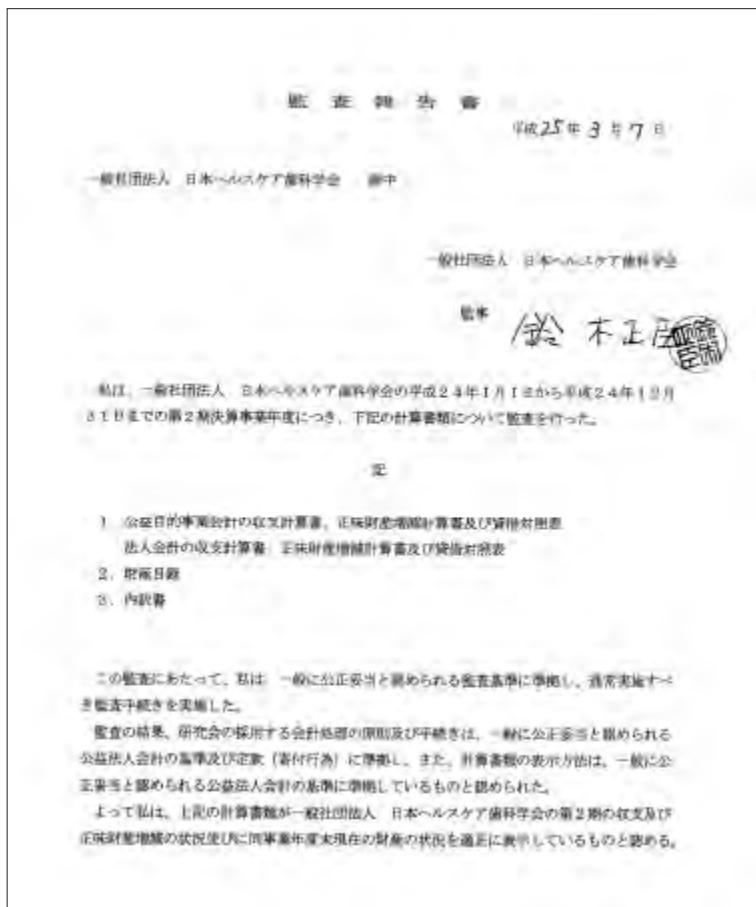 監査報告書
平成25年3月7日
一般社団法人 日本ヘルスケア歯科学会 御中
一般社団法人 日本ヘルスケア歯科学会
監事
鈴木正臣
私は、一般社団法人 日本ヘルスケア歯科学会の平成24年1月1日から平成24年12月
31日までの第2期決算事業年度につき、下記の計算書類について監査を行った。
記
1. 公益目的事業会計の収支計算書、正味財産増減計算書及び貸借対照表
法人会計の収支計算書 正味財産増減計算書及び貸借対照表
2. 財産目録
3. 内訳書
この監査にあたって、私は 一般に公正妥当と認められる監査基準に準拠し、通常実施すべ
き監査手続きを実施した。
監査の結果、研究会の採用する会計処理の原則及び手続きは、一般に公正妥当と認められる
公益法人会計の基準及び定款（寄付行為）に準拠し、また、計算書類の表示方法は、一般に公
正妥当と認められる公益法人会計の基準に準拠しているものと認められた。
よって私は、上記の計算書類が一般社団法人 日本ヘルスケア歯科学会の第2期の収支及び
正味財産増減の状況並びに同事業年度末現在の財産の状況を適正に表示しているものと認める。